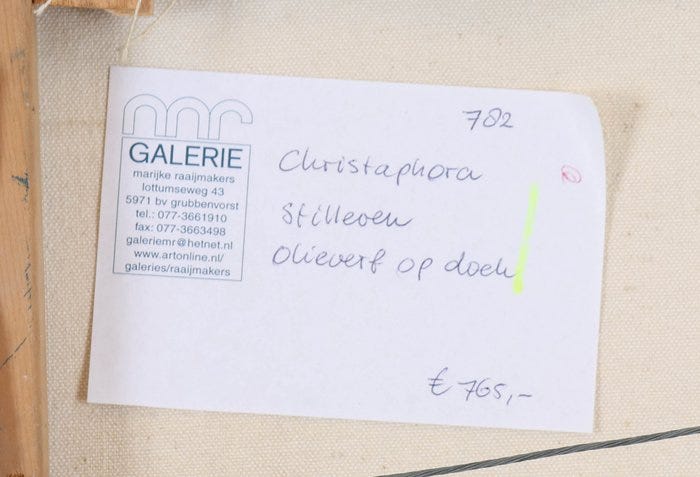 782
GALERIE
marijke raaijmakers
lottumseweg 43
5971 bv grubbenvorst
tel.: 077-3661910
fax: 077-3663498
galeriemr@hetnet.nl
www.artonline.nl/
galeries/raaijmakers
Christaphora
Stilleven
Olieverf op doek
€ 765,-